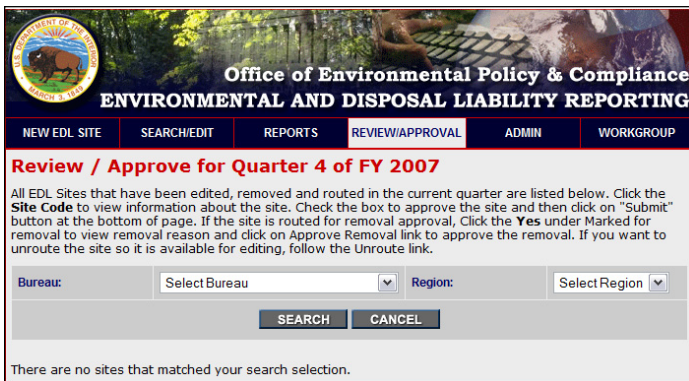 U.S. DEPARTMENT OF THE INTERIOR
MARCH 3, 1849
Office of Environmental Policy & Compliance
ENVIRONMENTAL AND DISPOSAL LIABILITY REPORTING
NEW EDL SITE SEARCH/EDIT REPORTS REVIEW/APPROVAL ADMIN WORKGROUP
Review / Approve for Quarter 4 of FY 2007
All EDL Sites that have been edited, removed and routed in the current quarter are listed below. Click the
Site Code to view information about the site. Check the box to approve the site and then click on "Submit"
button at the bottom of page. If the site is routed for removal approval, Click the Yes under Marked for
removal to view removal reason and click on Approve Removal link to approve the removal. If you want to
unroute the site so it is available for editing, follow the Unroute link.
Bureau: Select Bureau Region: Select Region
SEARCH CANCEL
There are no sites that matched your search selection.